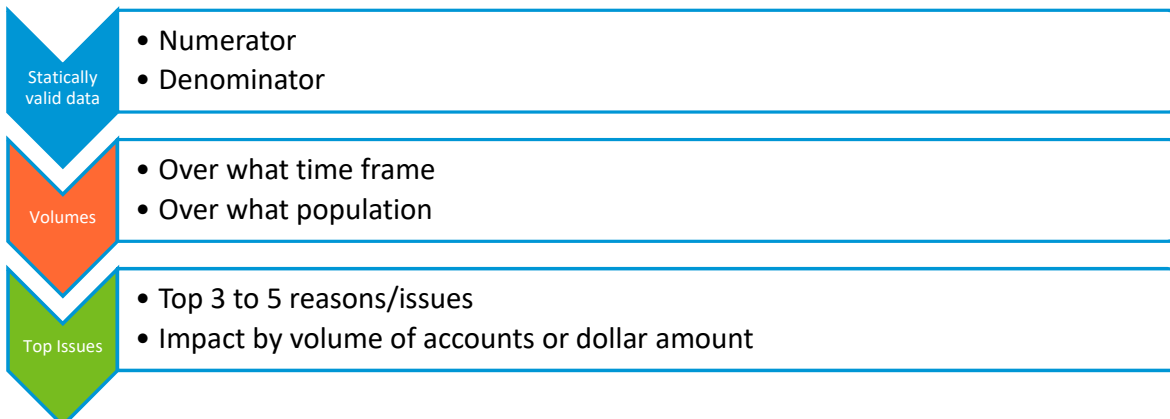 Statically
valid data
• Numerator
• Denominator
Volumes
• Over what time frame
• Over what population
Top Issues
• Top 3 to 5 reasons/issues
• Impact by volume of accounts or dollar amount